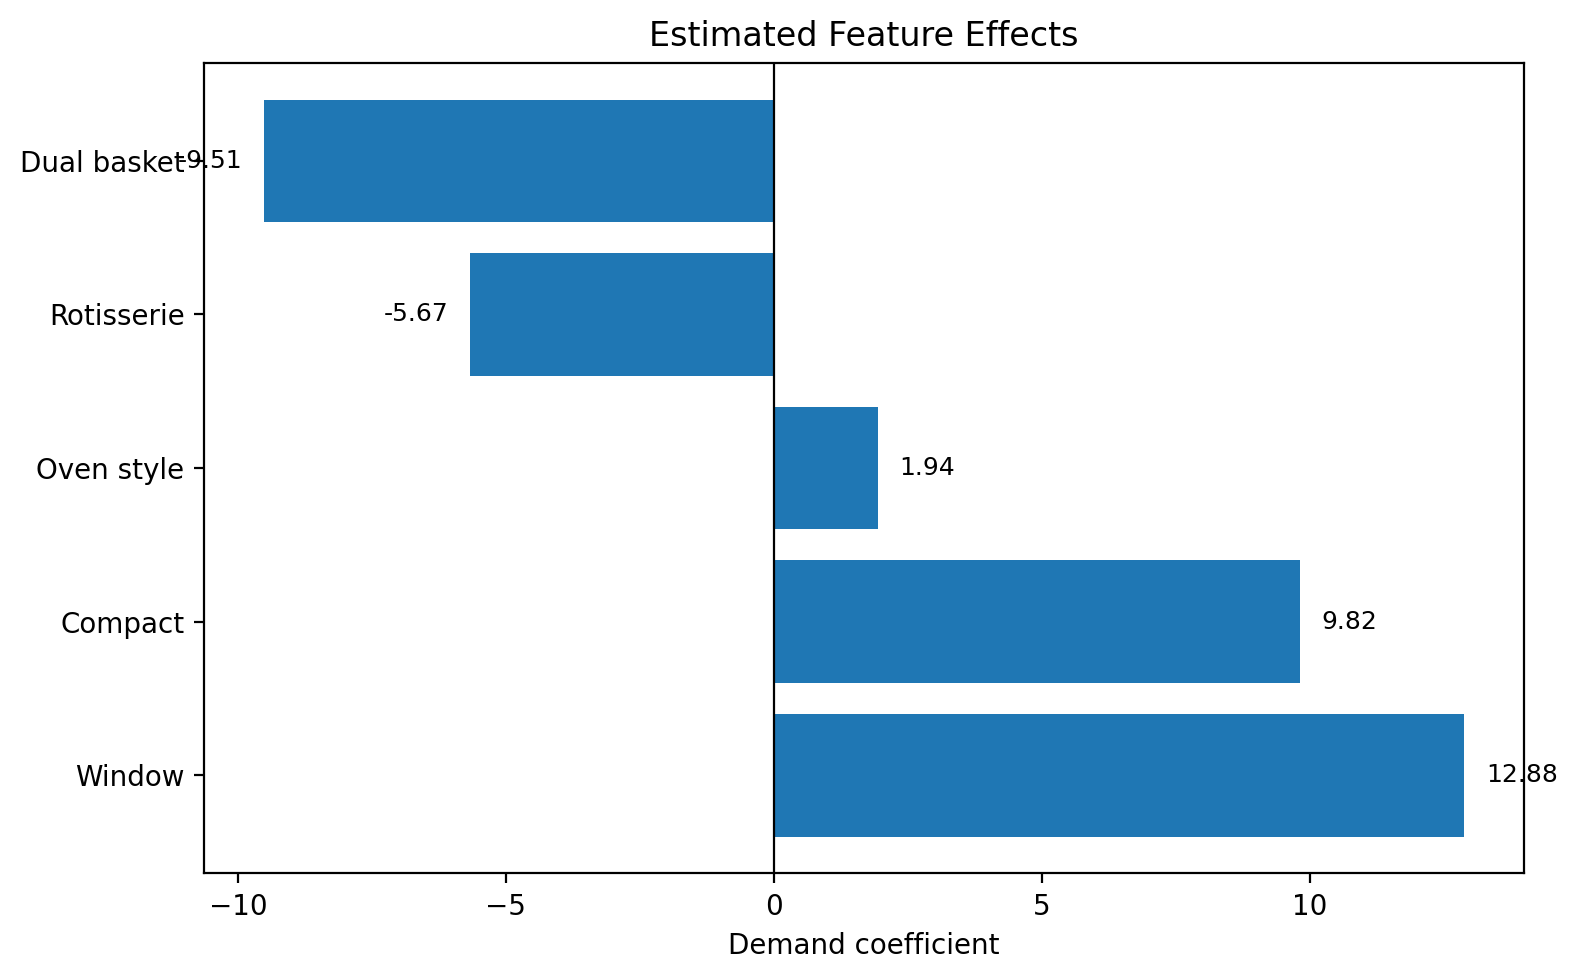 Estimated Feature Effects
Dual basket
-9.51
Rotisserie
-5.67
Oven style
1.94
Compact
9.82
Window
12.88
−10
−5
0
5
10
Demand coefficient